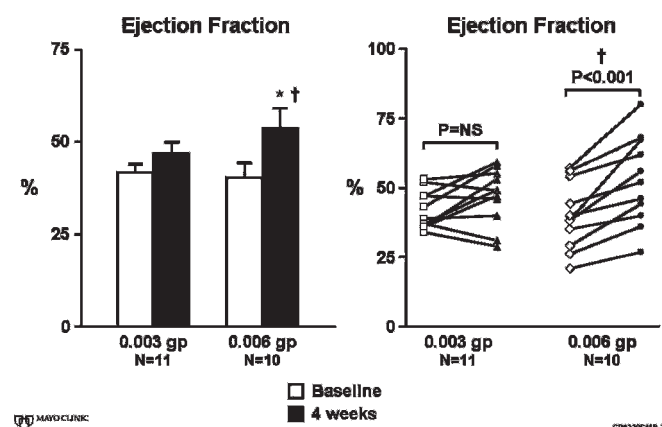 Ejection Fraction
75
50
25
0
%
* †
0.003 gp
N=11
0.006 gp
N=10
Ejection Fraction
100
75
50
25
0
%
P=NS
†
P<0.001
0.003 gp
N=11
0.006 gp
N=10
Baseline
4 weeks
MAYO CLINIC